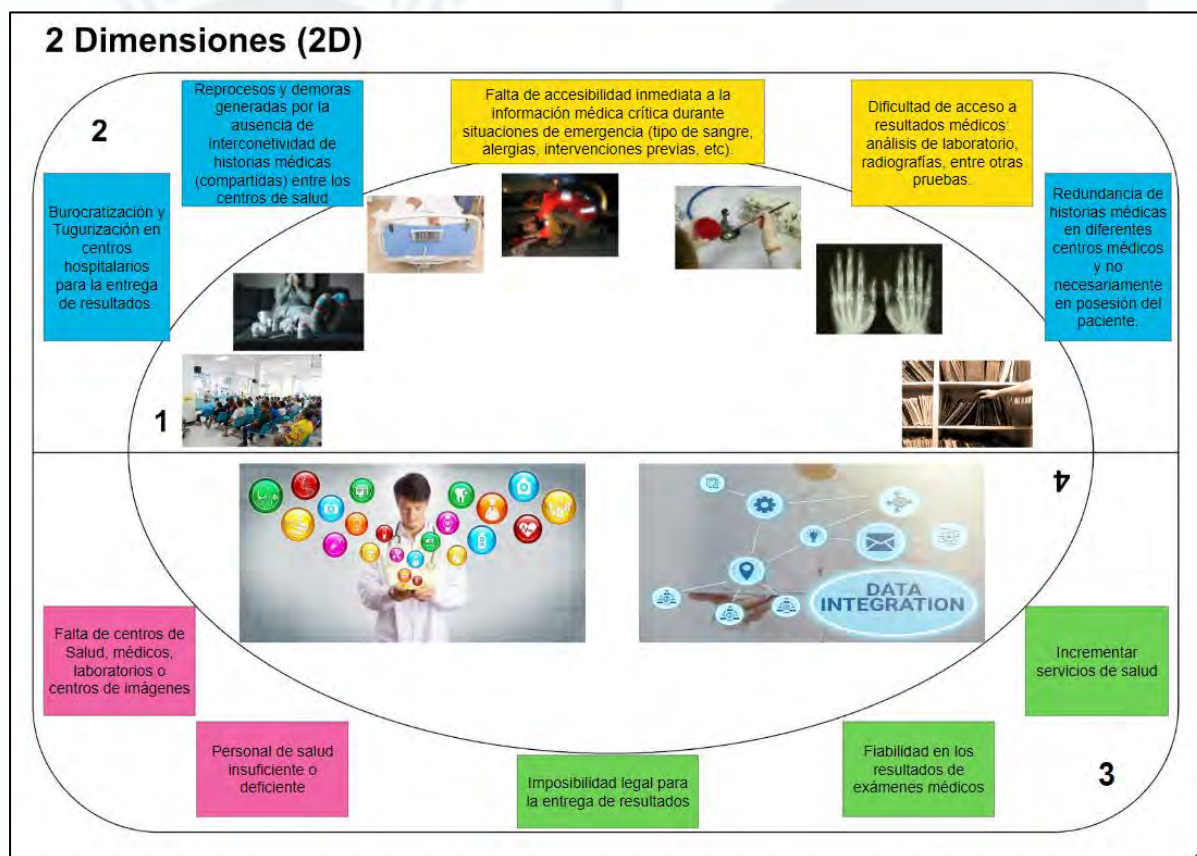 2 Dimensiones (2D)
2
Reprocesos y demoras
generadas por la
ausencia de
interconetividad de
historias médicas
(compartidas) entre los
centros de salud
Falta de accesibilidad inmediata a la
información médica crítica durante
situaciones de emergencia (tipo de sangre,
alergias, intervenciones previas, etc).
Dificultad de acceso a
resultados médicos:
análisis de laboratorio,
radiografías, entre otras
pruebas.
Burocratización y
Tugurización en
centros
hospitalarios
para la entrega
de resultados.
Redundancia de
historias médicas
en diferentes
centros médicos
y no
necesariamente
en posesión del
paciente.
1
4
DATA
INTEGRATION
Falta de centros de
Salud, médicos,
laboratorios o
centros de imágenes
Incrementar
servicios de salud
Personal de salud
insuficiente o
deficiente
Imposibilidad legal para
la entrega de resultados
Fiabilidad en los
resultados de
exámenes médicos
3